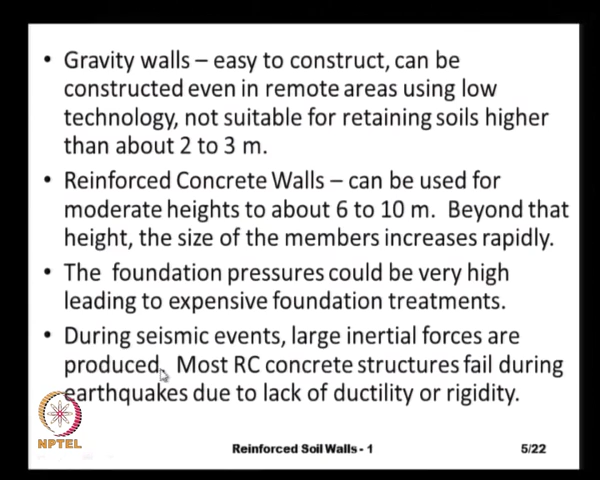 • Gravity walls – easy to construct, can be
constructed even in remote areas using low
technology, not suitable for retaining soils higher
than about 2 to 3 m.
• Reinforced Concrete Walls – can be used for
moderate heights to about 6 to 10 m. Beyond that
height, the size of the members increases rapidly.
• The foundation pressures could be very high
leading to expensive foundation treatments.
• During seismic events, large inertial forces are
produced. Most RC concrete structures fail during
earthquakes due to lack of ductility or rigidity.
NPTEL
Reinforced Soil Walls - 1
5/22